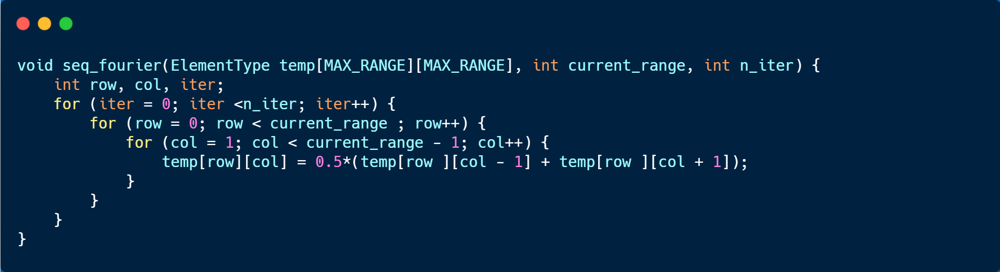 void seq_fourier(ElementType temp[MAX_RANGE][MAX_RANGE], int current_range, int n_iter) {
    int row, col, iter;
    for (iter = 0; iter <n_iter; iter++) {
        for (row = 0; row < current_range ; row++) {
            for (col = 1; col < current_range - 1; col++) {
                temp[row][col] = 0.5*(temp[row ][col - 1] + temp[row ][col + 1]);
            }
        }
    }
}